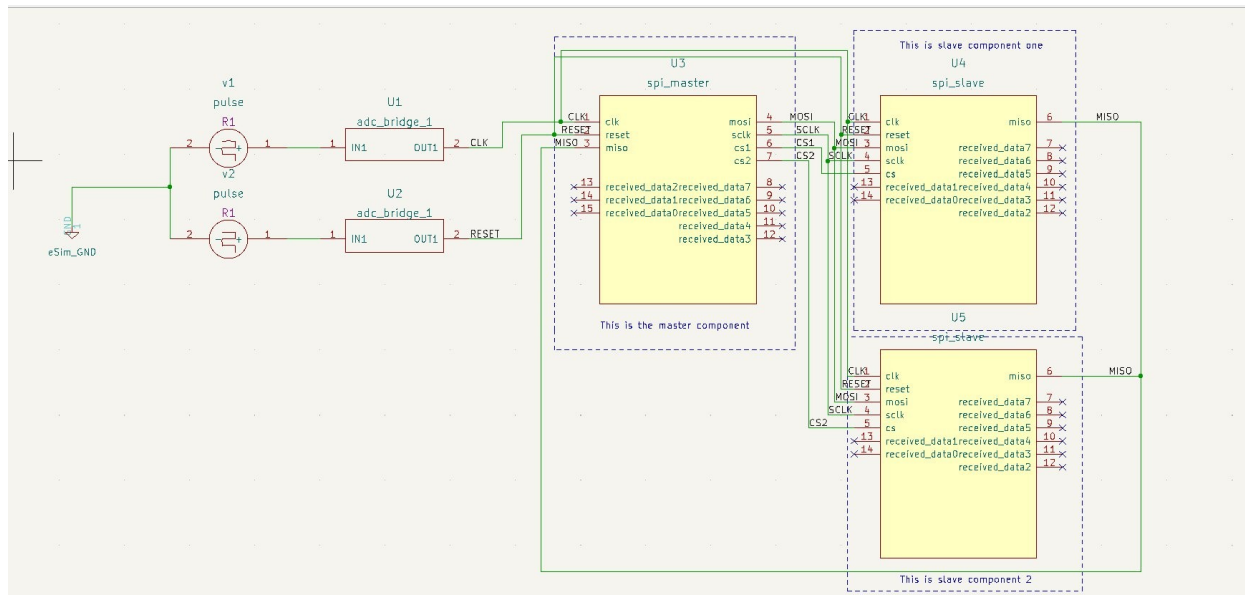 v1
pulse
R1
2
1
v2
pulse
R1
2
1
GND
1
eSim_GND
U1
adc_bridge_1
1
IN1
OUT1
2
CLK
U2
adc_bridge_1
1
IN1
OUT1
2
RESET
U3
spi_master
CLK
1
clk
RESET
2
reset
MISO
3
miso
13
received_data2
14
received_data1
15
received_data0
mosi
4
MOSI
sclk
5
SCLK
cs1
6
CS1
cs2
7
CS2
received_data7
8
received_data6
9
received_data5
10
received_data4
11
received_data3
12
This is the master component
This is slave component one
U4
spi_slave
CLK
1
clk
RESET
2
reset
MOSI
3
mosi
SCLK
4
sclk
5
cs
13
received_data1
14
received_data0
miso
6
MISO
received_data7
7
received_data6
8
received_data5
9
received_data4
10
received_data3
11
received_data2
12
U5
spi_slave
CLK
1
clk
RESET
2
reset
MOSI
3
mosi
SCLK
4
sclk
CS2
5
cs
13
received_data1
14
received_data0
miso
6
MISO
received_data7
7
received_data6
8
received_data5
9
received_data4
10
received_data3
11
received_data2
12
This is slave component 2